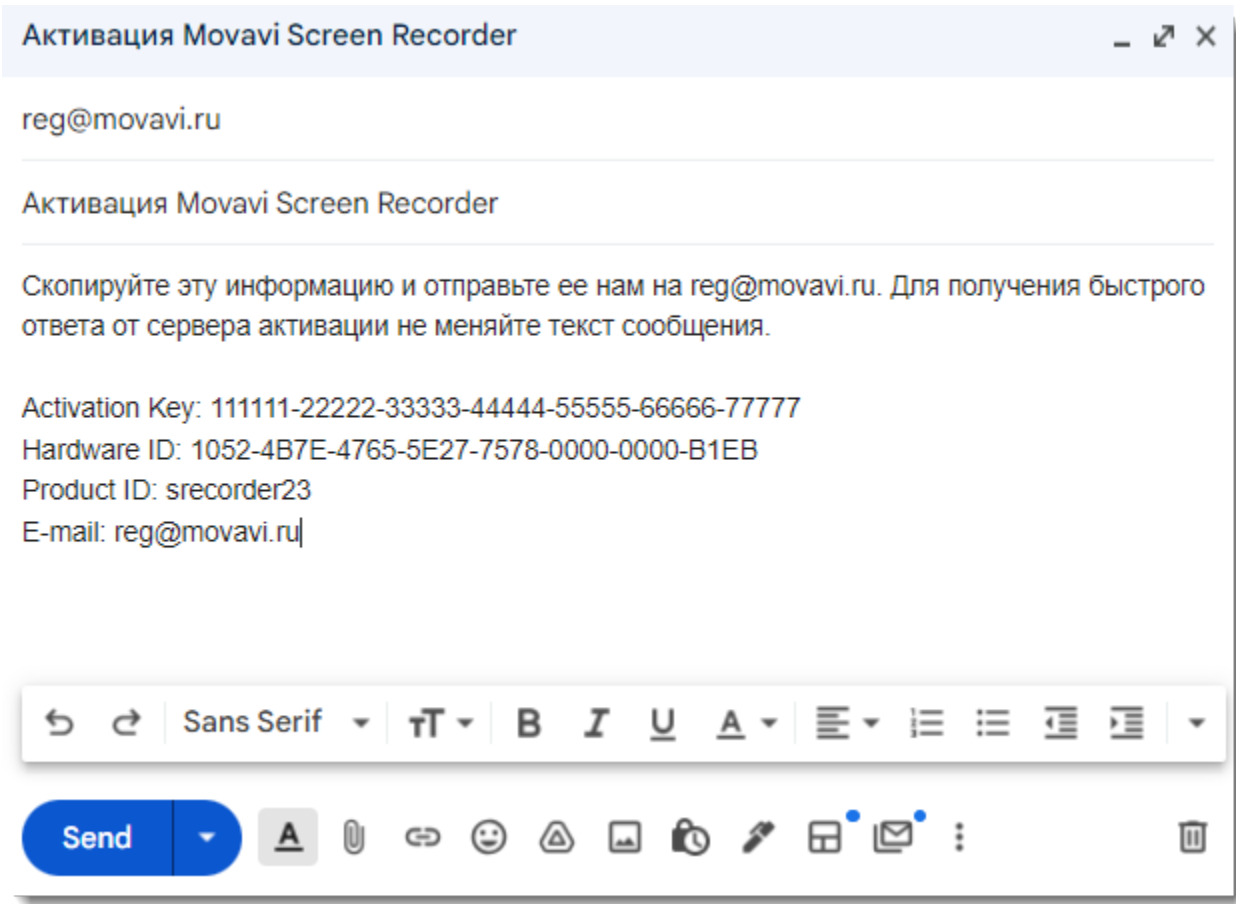 Активация Movavi Screen Recorder
reg@movavi.ru
Активация Movavi Screen Recorder
Скопируйте эту информацию и отправьте ее нам на reg@movavi.ru. Для получения быстрого
ответа от сервера активации не меняйте текст сообщения.
Activation Key: 111111-22222-33333-44444-55555-66666-77777
Hardware ID: 1052-4B7E-4765-5E27-7578-0000-0000-B1EB
Product ID: srecorder23
E-mail: reg@movavi.ru
Sans Serif
Send